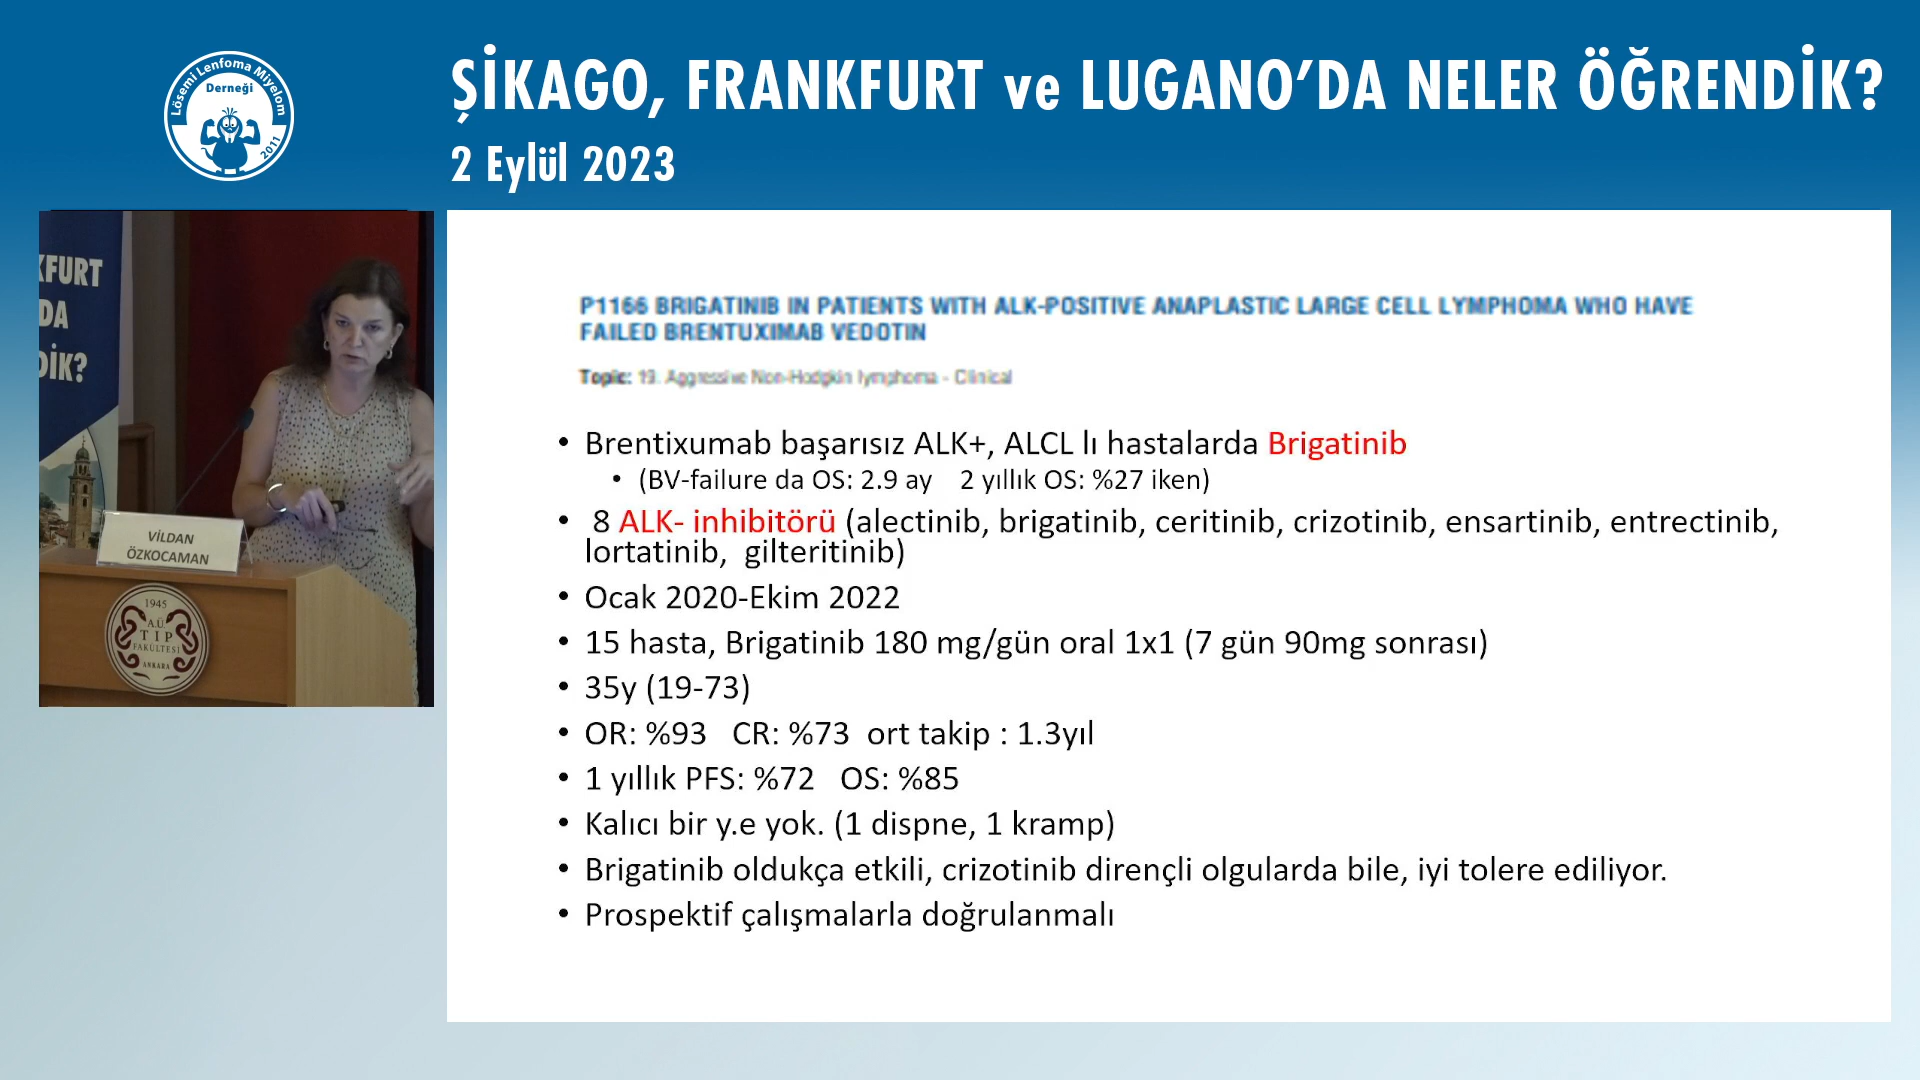 Lösemi Lenfoma Miyelom
Derneği
2011
ŞİKAGO, FRANKFURT ve LUGANO’DA NELER ÖĞRENDİK?
2 Eylül 2023
KFURT
DA
DİK?
VİLDAN
ÖZKOCAMAN
1945
A.Ü
TIP
FAKÜLTESİ
ANKARA
P1166 BRIGATINIB IN PATIENTS WITH ALK-POSITIVE ANAPLASTIC LARGE CELL LYMPHOMA WHO HAVE
FAILED BRENTUXIMAB VEDOTIN
Topic: 19. Aggressive Non-Hodgkin lymphoma - Clinical
• Brentixumab başarısız ALK+, ALCL lı hastalarda Brigatinib
• (BV-failure da OS: 2.9 ay 2 yıllık OS: %27 iken)
• 8 ALK- inhibitörü (alectinib, brigatinib, ceritinib, crizotinib, ensartinib, entrectinib,
lortatinib, gilteritinib)
• Ocak 2020-Ekim 2022
• 15 hasta, Brigatinib 180 mg/gün oral 1x1 (7 gün 90mg sonrası)
• 35y (19-73)
• OR: %93 CR: %73 ort takip : 1.3yıl
• 1 yıllık PFS: %72 OS: %85
• Kalıcı bir y.e yok. (1 dispne, 1 kramp)
• Brigatinib oldukça etkili, crizotinib dirençli olgularda bile, iyi tolere ediliyor.
• Prospektif çalışmalarla doğrulanmalı